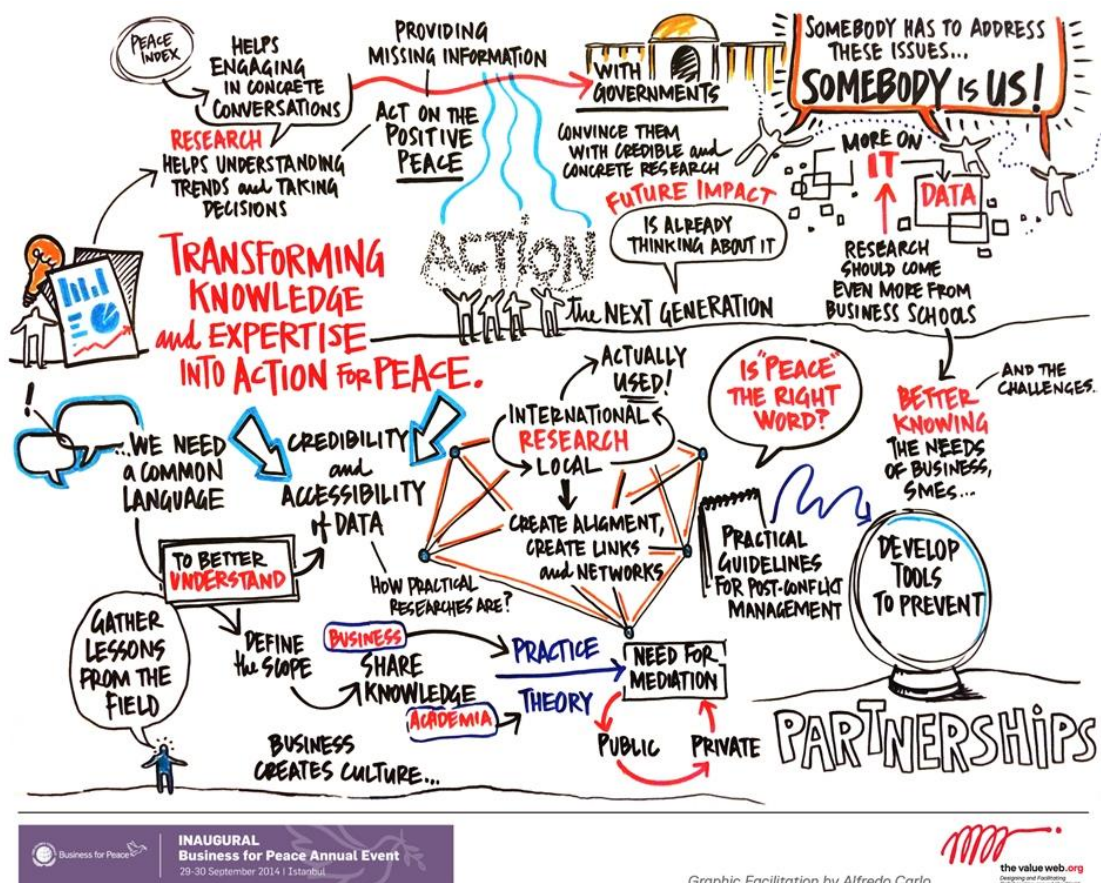 PEACE
INDEX
HELPS
ENGAGING
IN CONCRETE
CONVERSATIONS
RESEARCH
HELPS UNDERSTANDING
TRENDS and TAKING
DECISIONS
PROVIDING
MISSING INFORMATION
ACT ON THE
POSITIVE
PEACE
WITH
GOVERNMENTS
CONVINCE THEM
WITH CREDIBLE and
CONCRETE RESEARCH
FUTURE IMPACT
IS ALREADY
THINKING ABOUT IT
the NEXT GENERATION
ACTION
SOMEBODY HAS TO ADDRESS
THESE ISSUES...
SOMEBODY IS US!
MORE ON
IT
DATA
RESEARCH
SHOULD COME
EVEN MORE FROM
BUSINESS SCHOOLS
TRANSFORMING
KNOWLEDGE
and EXPERTISE
INTO ACTION FOR PEACE.
!
...WE NEED
a COMMON
LANGUAGE
CREDIBILITY
and
ACCESSIBILITY
of DATA
HOW PRACTICAL
RESEARCHES ARE?
TO BETTER
UNDERSTAND
ACTUALLY
USED!
INTERNATIONAL
RESEARCH
LOCAL
CREATE ALIGMENT,
CREATE LINKS
and NETWORKS
IS "PEACE"
THE RIGHT
WORD?
BETTER
KNOWING
THE NEEDS
OF BUSINESS,
SMES...
AND THE
CHALLENGES..
PRACTICAL
GUIDELINES
FOR POST-CONFLICT
MANAGEMENT
DEVELOP
TOOLS
TO PREVENT
GATHER
LESSONS
FROM THE
FIELD
DEFINE
the SCOPE
BUSINESS
SHARE
KNOWLEDGE
ACADEMIA
PRACTICE
THEORY
NEED FOR
MEDIATION
PUBLIC
PRIVATE
BUSINESS
CREATES CULTURE...
PARTNERSHIPS
Business for Peace
INAUGURAL
Business for Peace Annual Event
29-30 September 2014 | Istanbul
Graphic Facilitation by Alfredo Carlo
the value web.org
Designing and Facilitating